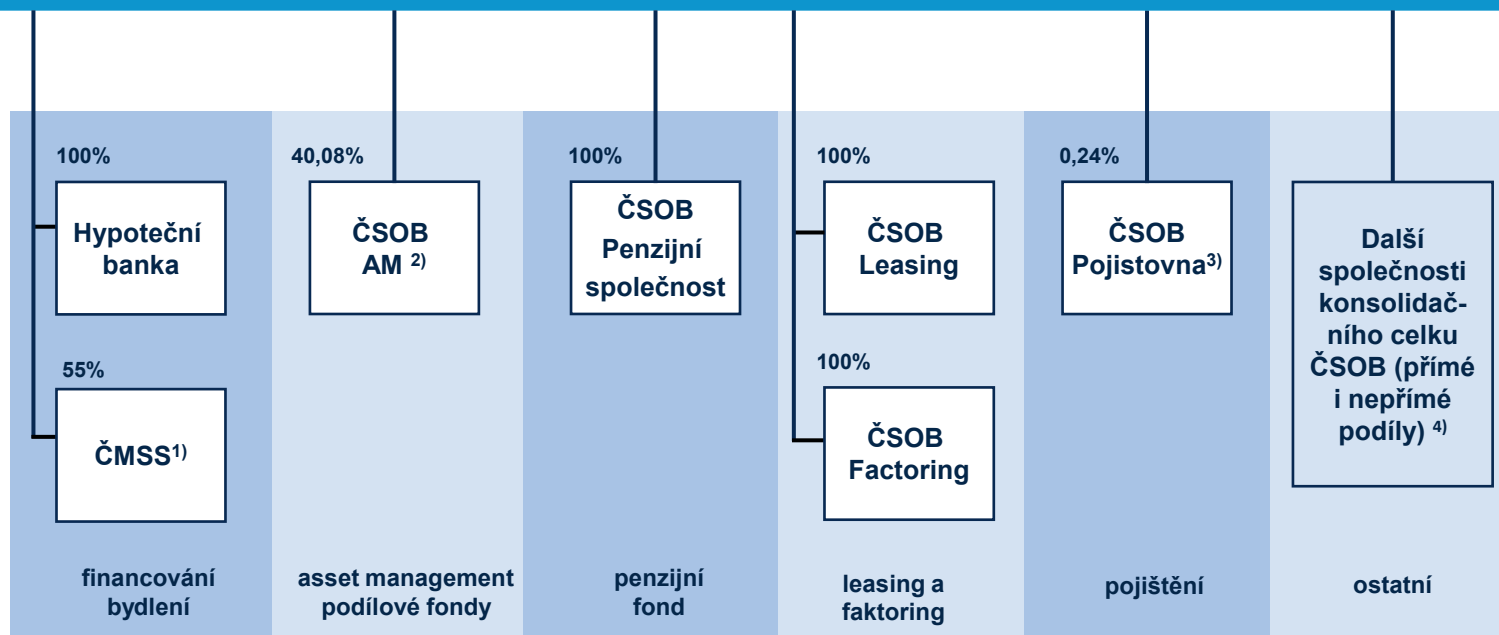 100%
Hypoteční
banka
55%
ČMSS1)
financování
bydlení
40,08%
ČSOB
AM 2)
asset management
podílové fondy
100%
ČSOB
Penzijní
společnost
penzijní
fond
100%
ČSOB
Leasing
100%
ČSOB
Factoring
leasing a
faktoring
0,24%
ČSOB
Pojistovna3)
pojištění
Další
společnosti
konsolidač-
ního celku
ČSOB (přímé
i nepřímé
podíly) 4)
ostatní